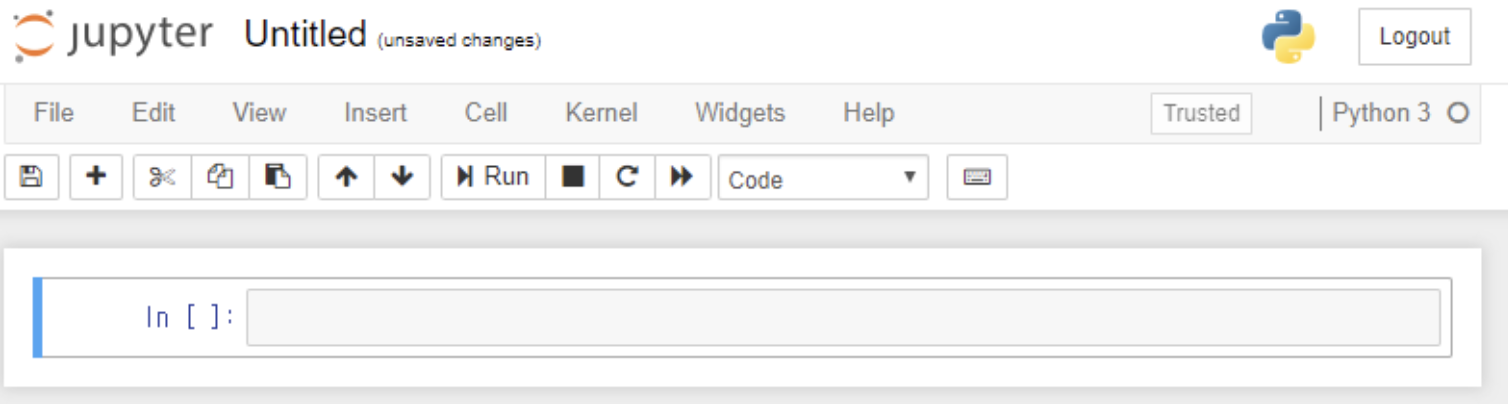 jupyter Untitled (unsaved changes) Logout
File Edit View Insert Cell Kernel Widgets Help Trusted Python 3
Run Code
In [ ]: